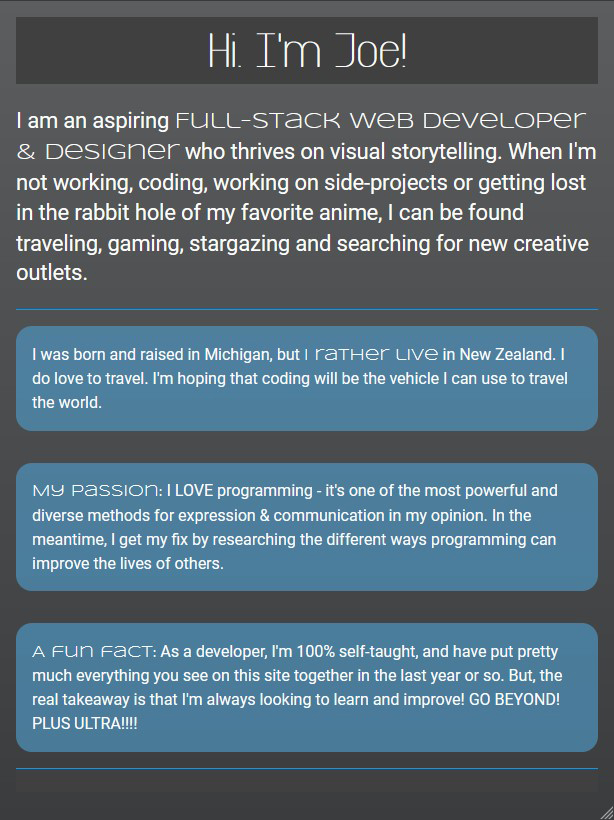 Hi. I'm Joe!
I am an aspiring Full-Stack Web Developer
& Designer who thrives on visual storytelling. When I'm
not working, coding, working on side-projects or getting lost
in the rabbit hole of my favorite anime, I can be found
traveling, gaming, stargazing and searching for new creative
outlets.
I was born and raised in Michigan, but I rather live in New Zealand. I
do love to travel. I'm hoping that coding will be the vehicle I can use to travel
the world.
My passion: I LOVE programming - it's one of the most powerful and
diverse methods for expression & communication in my opinion. In the
meantime, I get my fix by researching the different ways programming can
improve the lives of others.
A fun fact: As a developer, I'm 100% self-taught, and have put pretty
much everything you see on this site together in the last year or so. But, the
real takeaway is that I'm always looking to learn and improve! GO BEYOND!
PLUS ULTRA!!!!